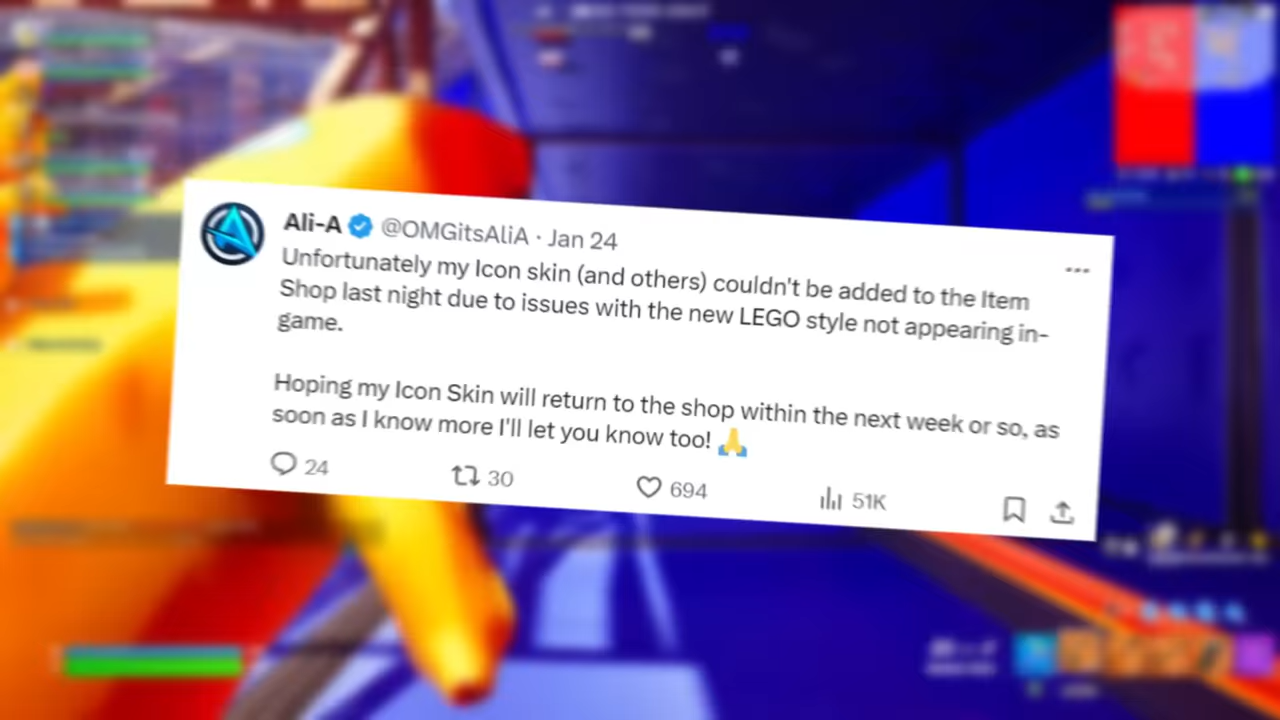 Ali-A @OMGitsAliA · Jan 24
Unfortunately my Icon skin (and others) couldn't be added to the Item
Shop last night due to issues with the new LEGO style not appearing in-
game.
Hoping my Icon Skin will return to the shop within the next week or so, as
soon as I know more I'll let you know too! 🙏
24 30 694 51K